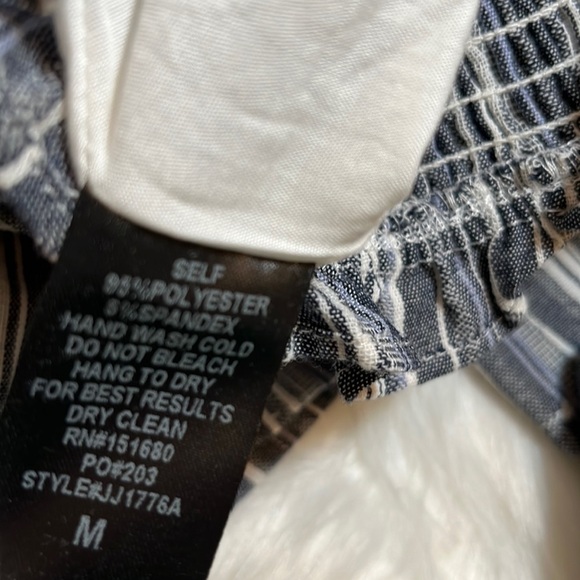 SELF
95%POLYESTER
5%SPANDEX
HAND WASH COLD
DO NOT BLEACH
HANG TO DRY
FOR BEST RESULTS
DRY CLEAN
RN#151680
PO#203
STYLE#JJ1776A
M